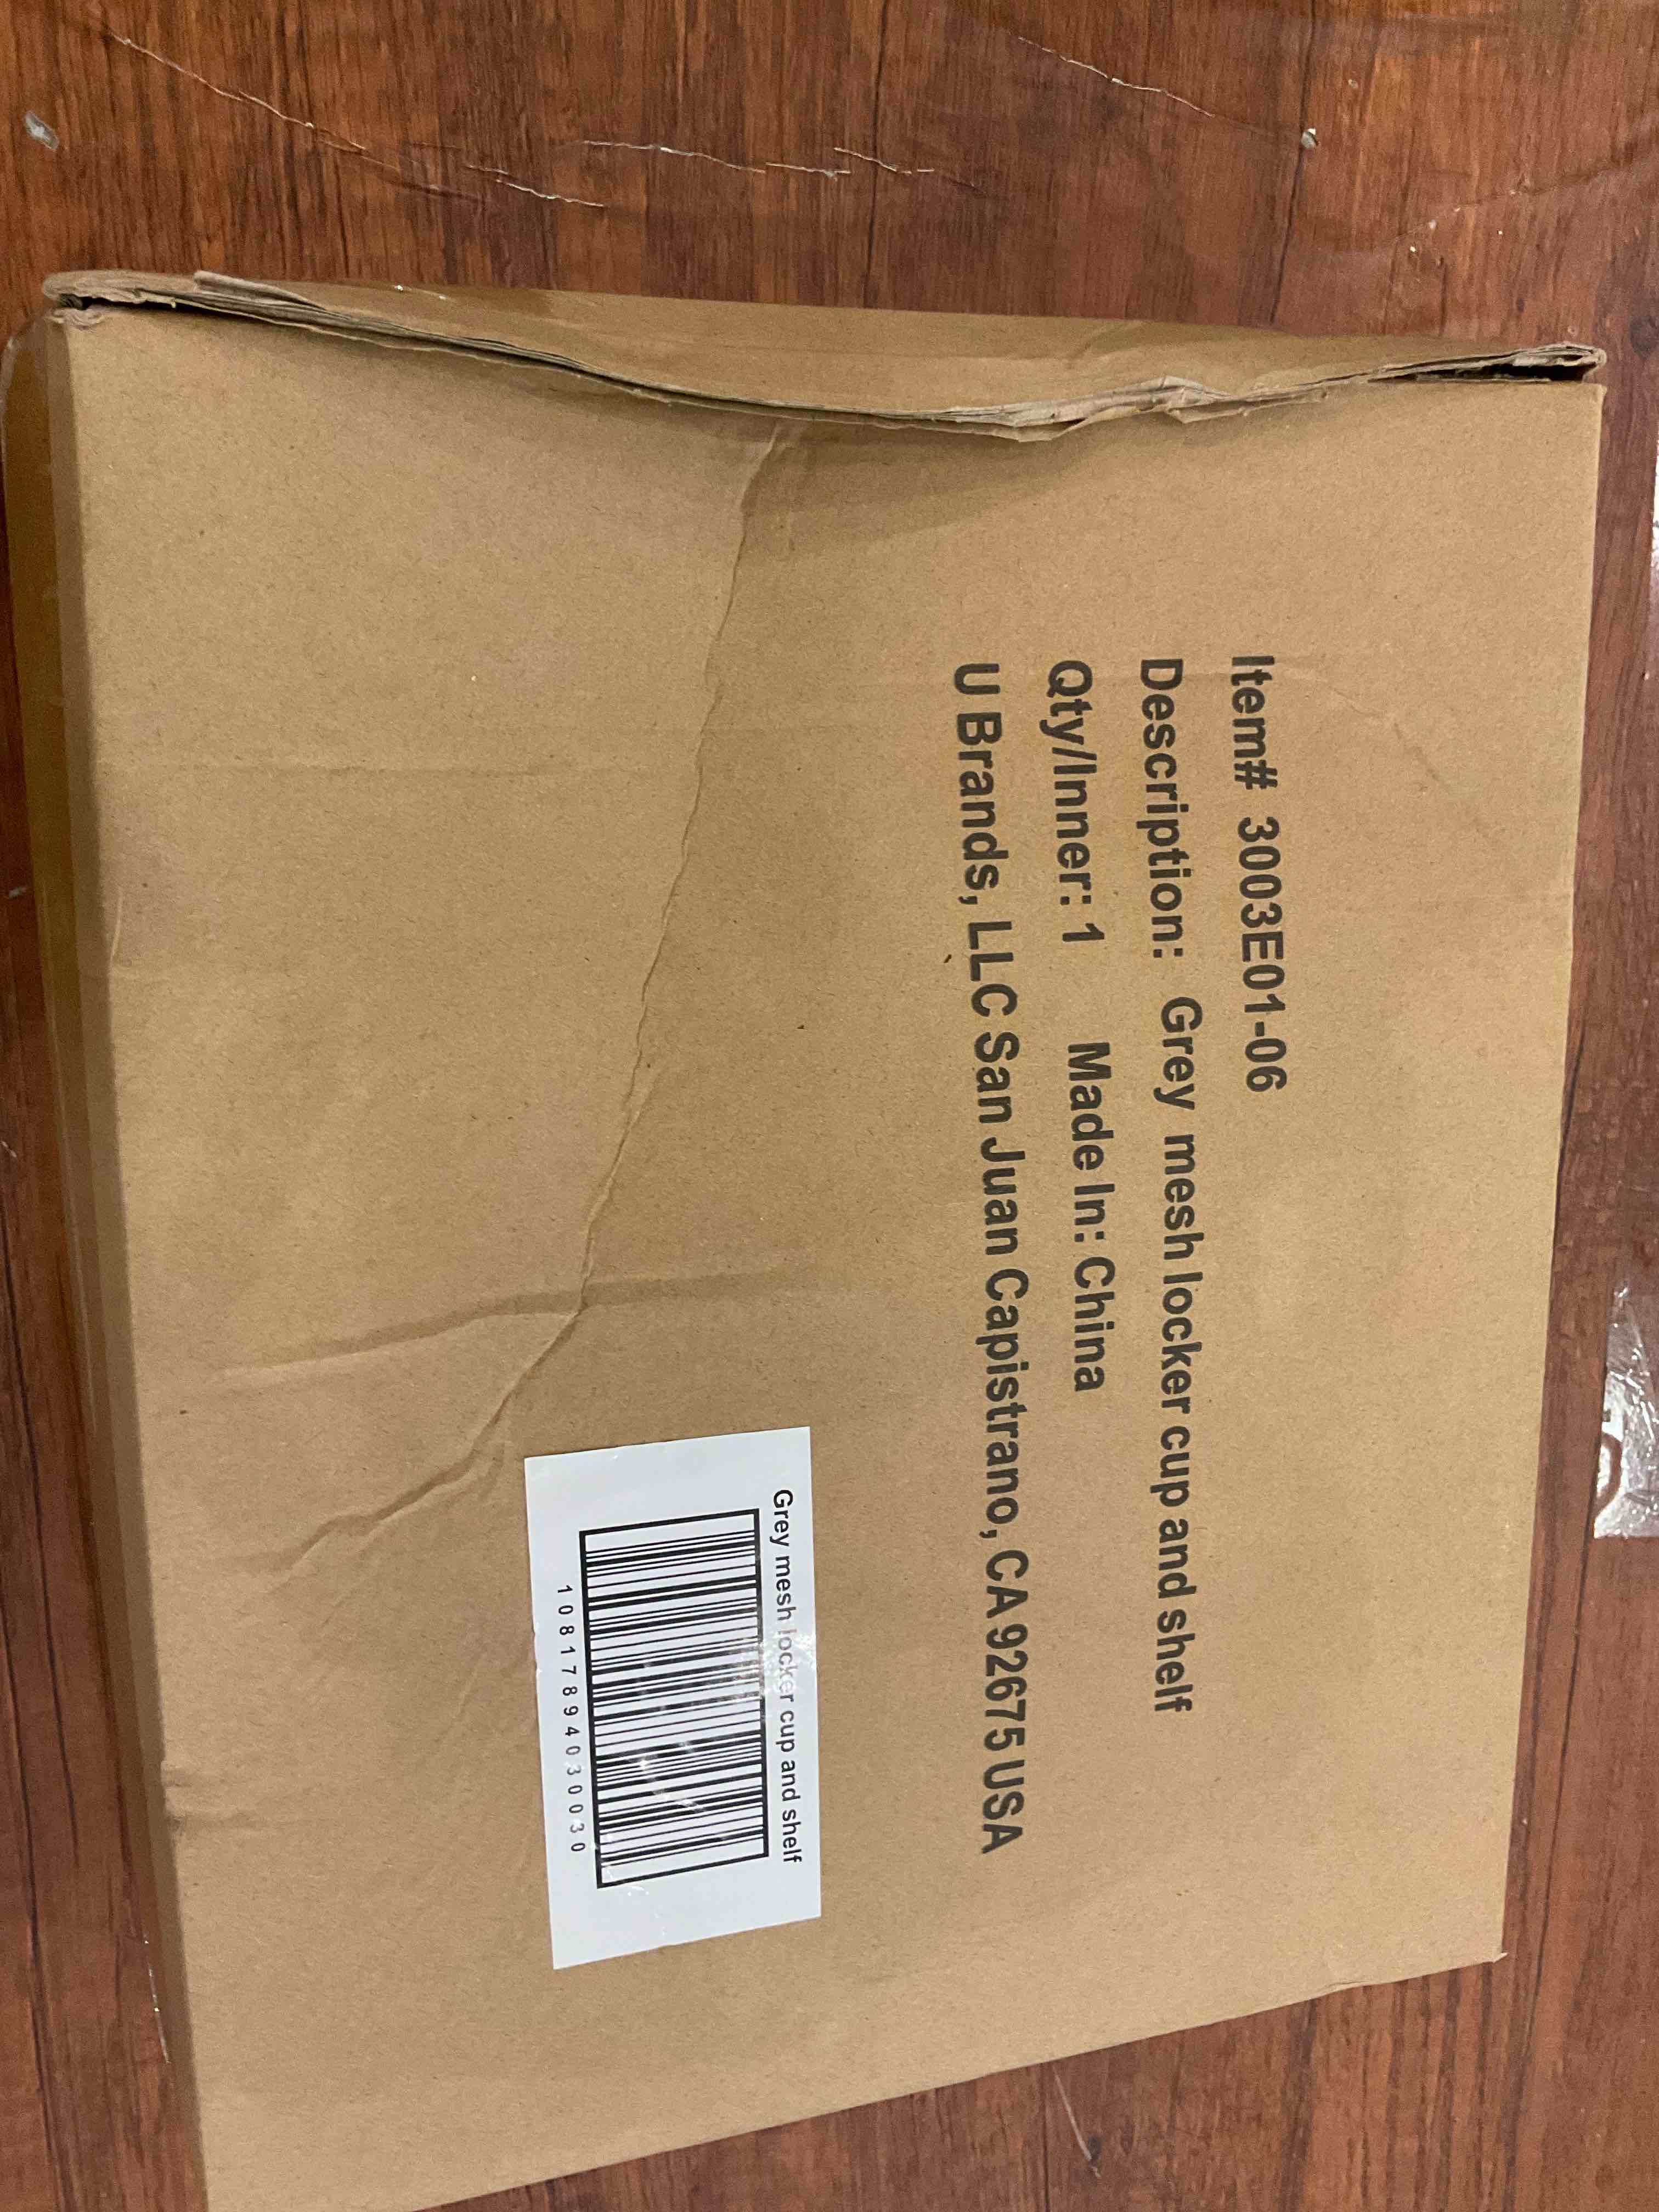 Item# 3003E01-06
Description: Grey mesh locker cup and shelf
Qty/Inner: 1 Made In: China
U Brands, LLC San Juan Capistrano, CA 92675 USA
Grey mesh locker cup and shelf
10817894030030